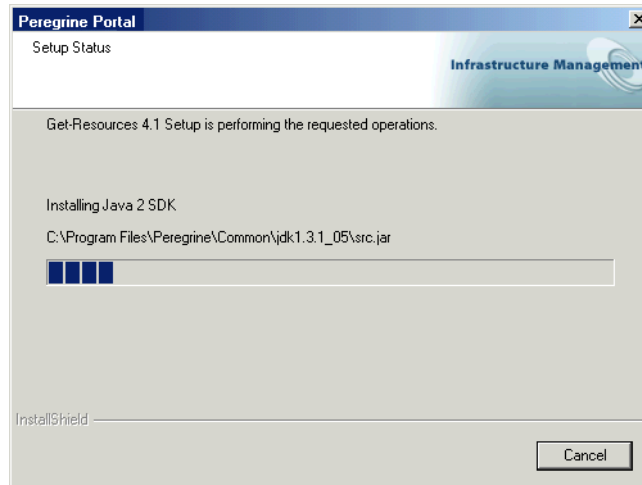 Peregrine Portal
Setup Status
Infrastructure Management
Get-Resources 4.1 Setup is performing the requested operations.
Installing Java 2 SDK
C:\Program Files\Peregrine\Common\jdk1.3.1_05\src.jar
InstallShield
Cancel